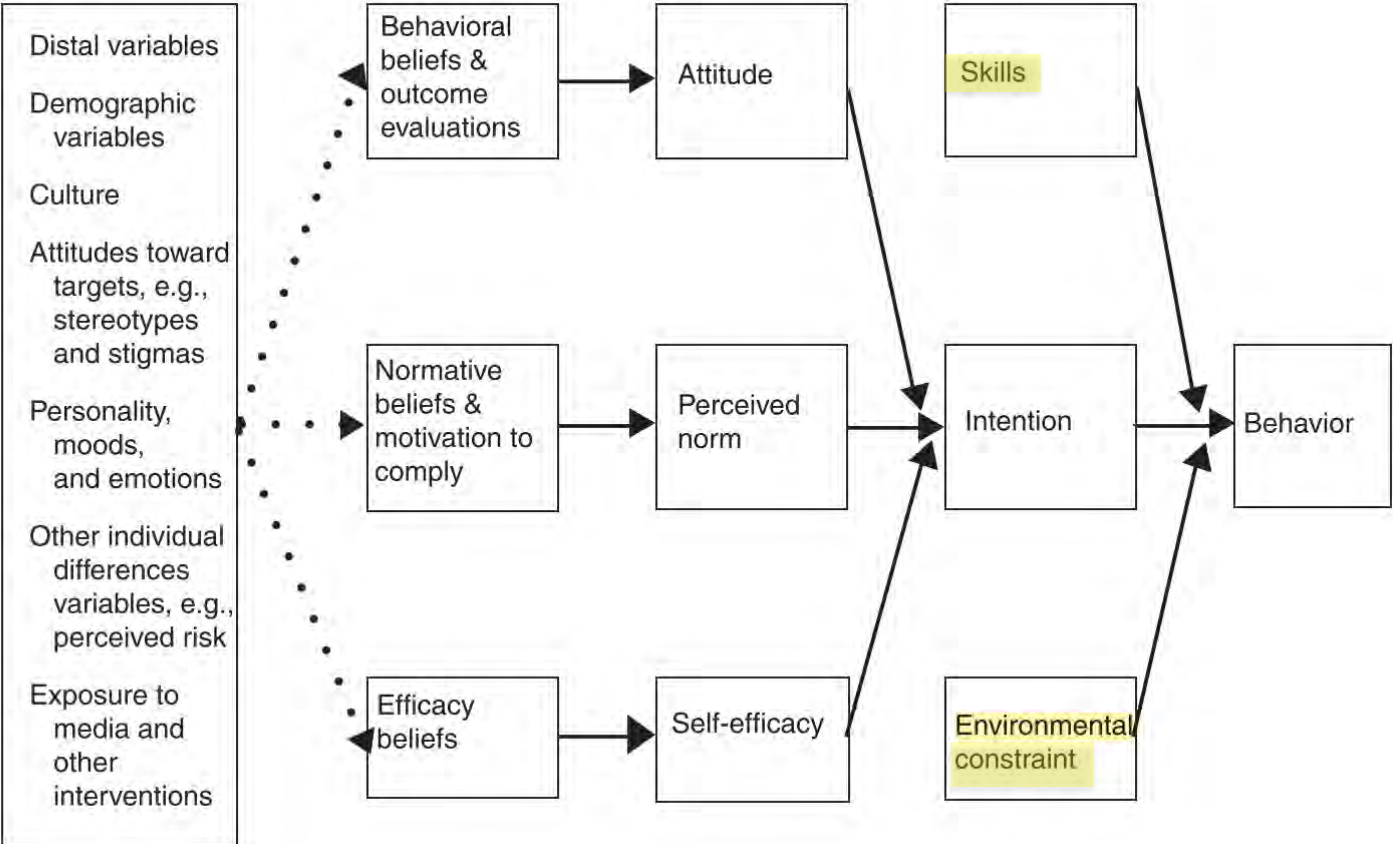 Distal variables
Demographic
variables
Culture
Attitudes toward
targets, e.g.,
stereotypes
and stigmas
Personality,
moods,
and emotions
Other individual
differences
variables, e.g.,
perceived risk
Exposure to
media and
other
interventions
Behavioral
beliefs &
outcome
evaluations
Normative
beliefs &
motivation to
comply
Efficacy
beliefs
Attitude
Perceived
norm
Self-efficacy
Skills
Intention
Environmental
constraint
Behavior